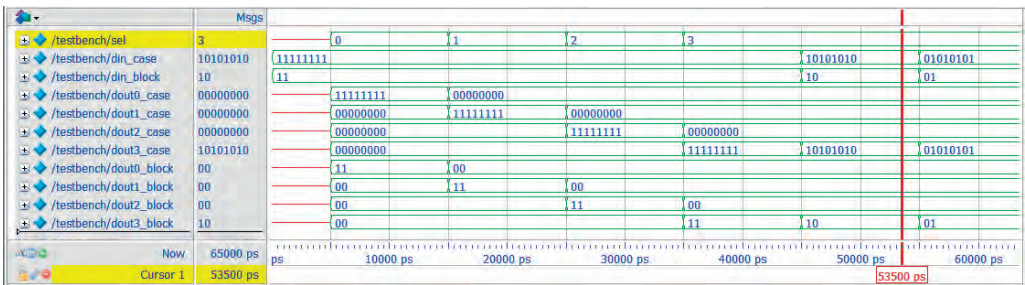 Msgs
/testbench/sel 3 0 1 2 3
/testbench/din_case 10101010 11111111 10101010 01010101
/testbench/din_block 10 11 10 01
/testbench/dout0_case 00000000 11111111 00000000
/testbench/dout1_case 00000000 00000000 11111111 00000000
/testbench/dout2_case 00000000 00000000 11111111 00000000
/testbench/dout3_case 10101010 00000000 11111111 10101010 01010101
/testbench/dout0_block 00 11 00
/testbench/dout1_block 00 00 11 00
/testbench/dout2_block 00 00 11 00
/testbench/dout3_block 10 00 11 10 01
Now 65000 ps ps 10000 ps 20000 ps 30000 ps 40000 ps 50000 ps 60000 ps
Cursor 1 53500 ps 53500 ps